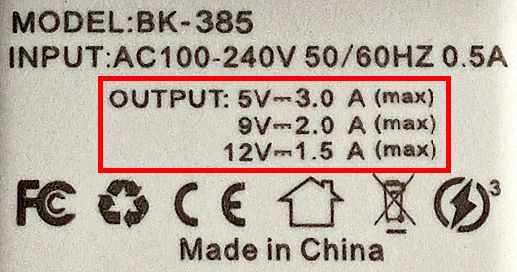 MODEL:BK-385
INPUT:AC100-240V 50/60HZ 0.5A
OUTPUT: 5V⎓3.0 A (max)
9V⎓2.0 A (max)
12V⎓1.5 A (max)
FC CE 3
Made in China